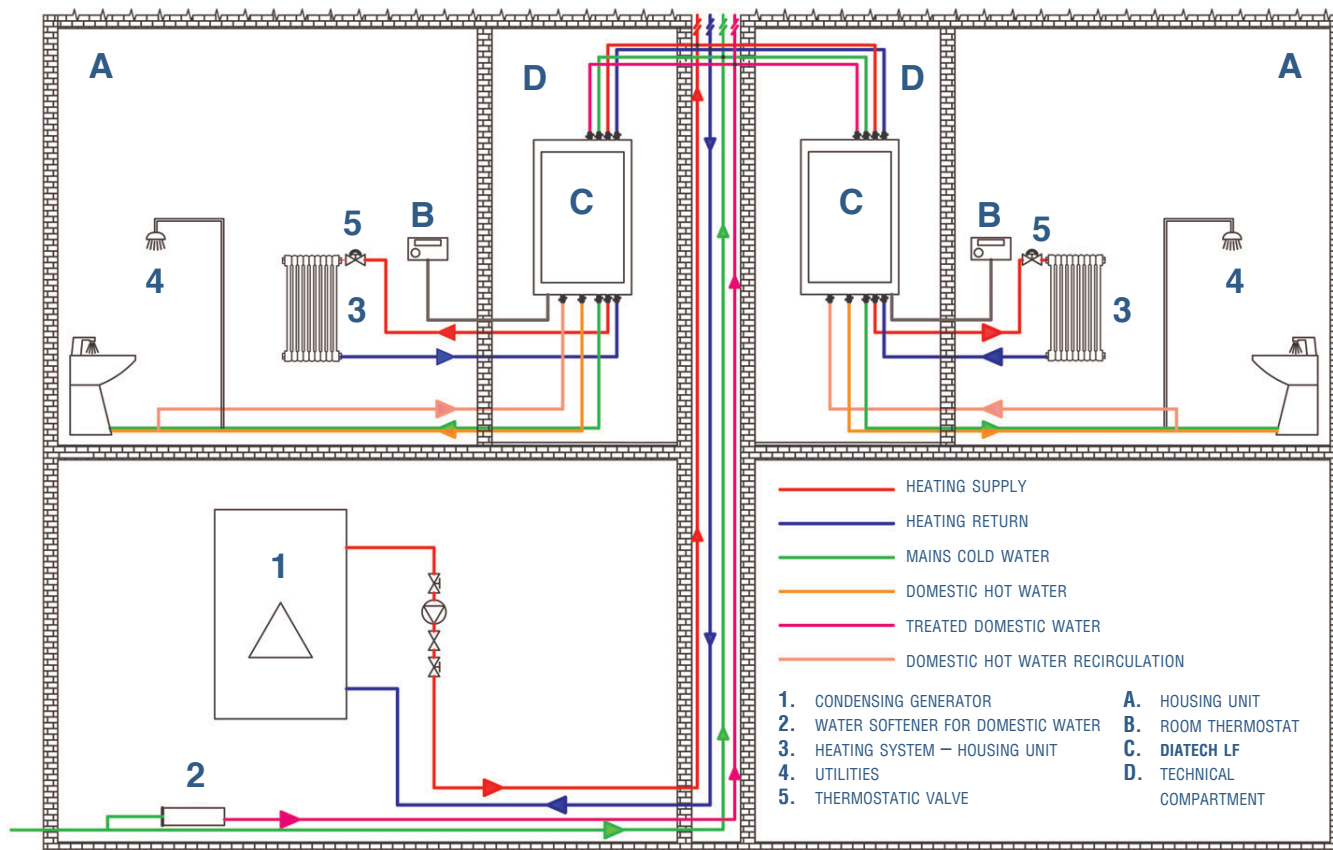 A
D
D
A
C
C
5
B
B
5
4
3
3
4
1
2
HEATING SUPPLY
HEATING RETURN
MAINS COLD WATER
DOMESTIC HOT WATER
TREATED DOMESTIC WATER
DOMESTIC HOT WATER RECIRCULATION
1. CONDENSING GENERATOR
2. WATER SOFTENER FOR DOMESTIC WATER
3. HEATING SYSTEM – HOUSING UNIT
4. UTILITIES
5. THERMOSTATIC VALVE
A. HOUSING UNIT
B. ROOM THERMOSTAT
C. DIATECH LF
D. TECHNICAL
COMPARTMENT